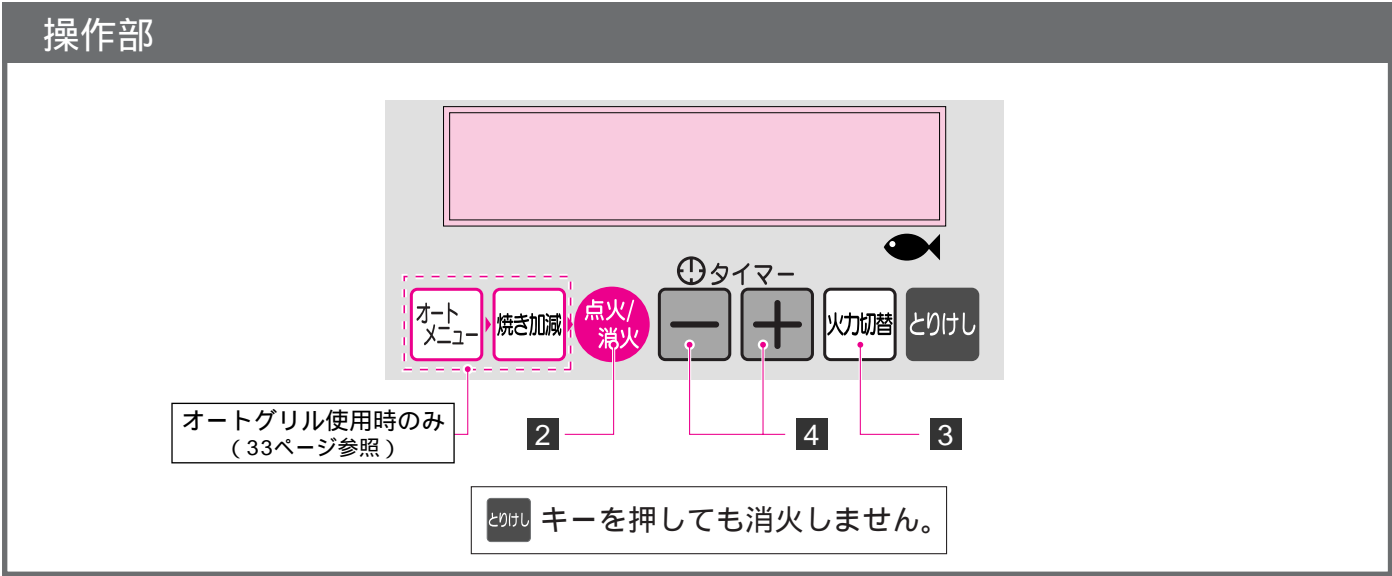 操作部
タイマー
オート
メニュー
焼き加減
点火/
消火
−
+
火力切替
とりけし
オートグリル使用時のみ
(33ページ参照)
2
4
3
とりけし キーを押しても消火しません。